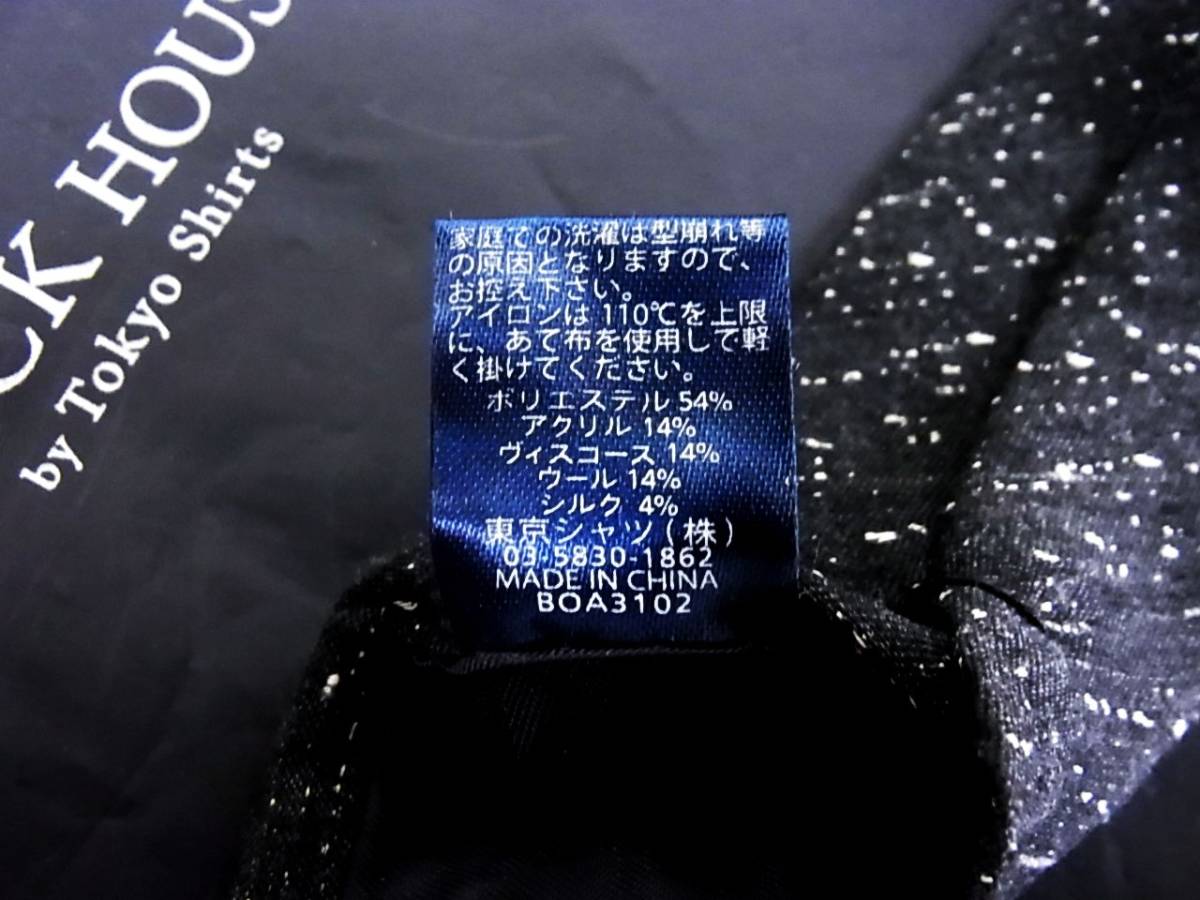 CK HOUS
by Tokyo Shirts
家庭での洗濯は型崩れ等
の原因となりますので、
お控え下さい。
アイロンは 110℃を上限
に、あて布を使用して軽
く掛けてください。
ポリエステル 54%
アクリル 14%
ヴィスコース 14%
ウール 14%
シルク 4%
東京シャツ(株)
03-5830-1862
MADE IN CHINA
BOA3102